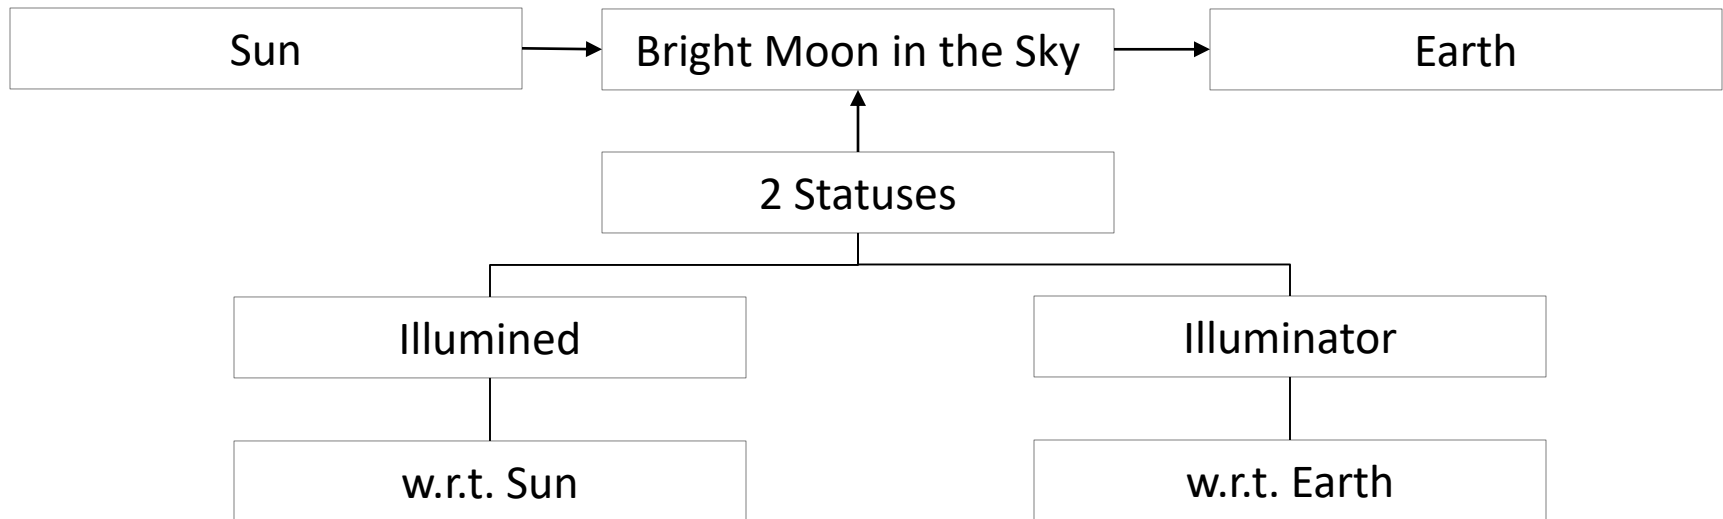 Sun
Bright Moon in the Sky
Earth
2 Statuses
Illumined
Illuminator
w.r.t. Sun
w.r.t. Earth